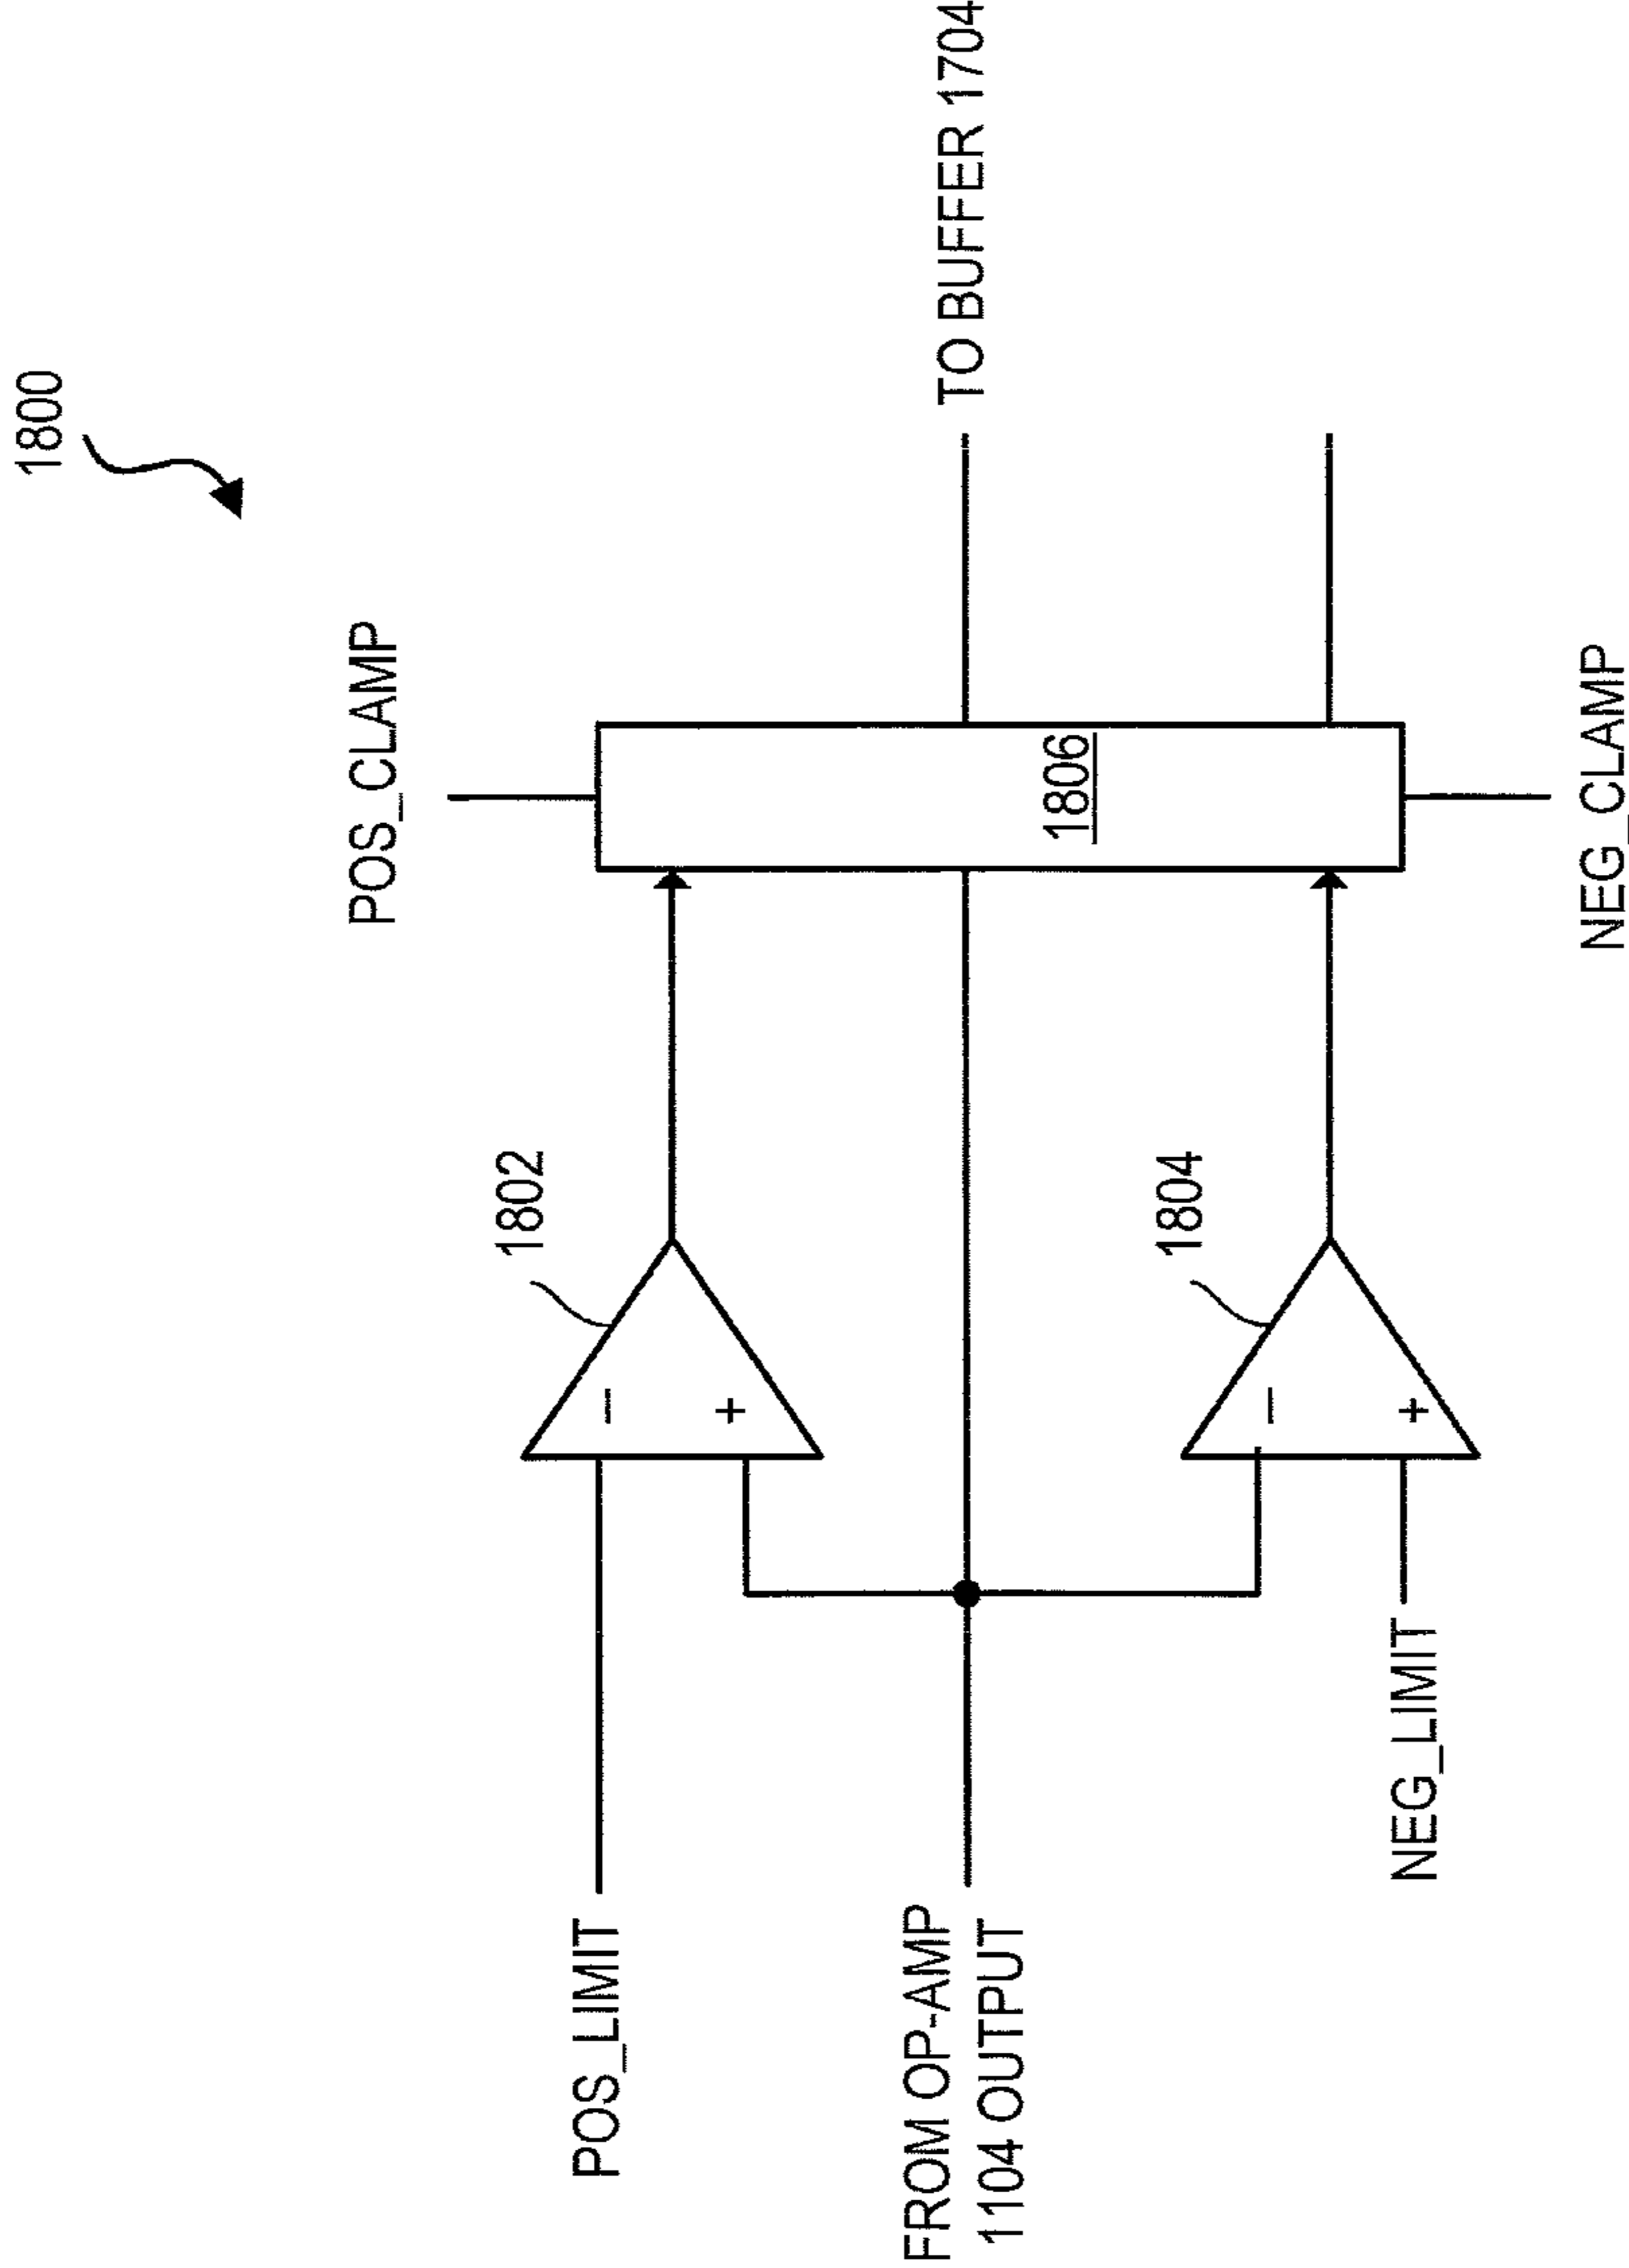 1800
POS_CLAMP
1802
POS_LIMIT
−
+
FROM OP-AMP
1104 OUTPUT
TO BUFFER 1704
1806
1804
−
+
NEG_LIMIT
NEG_CLAMP